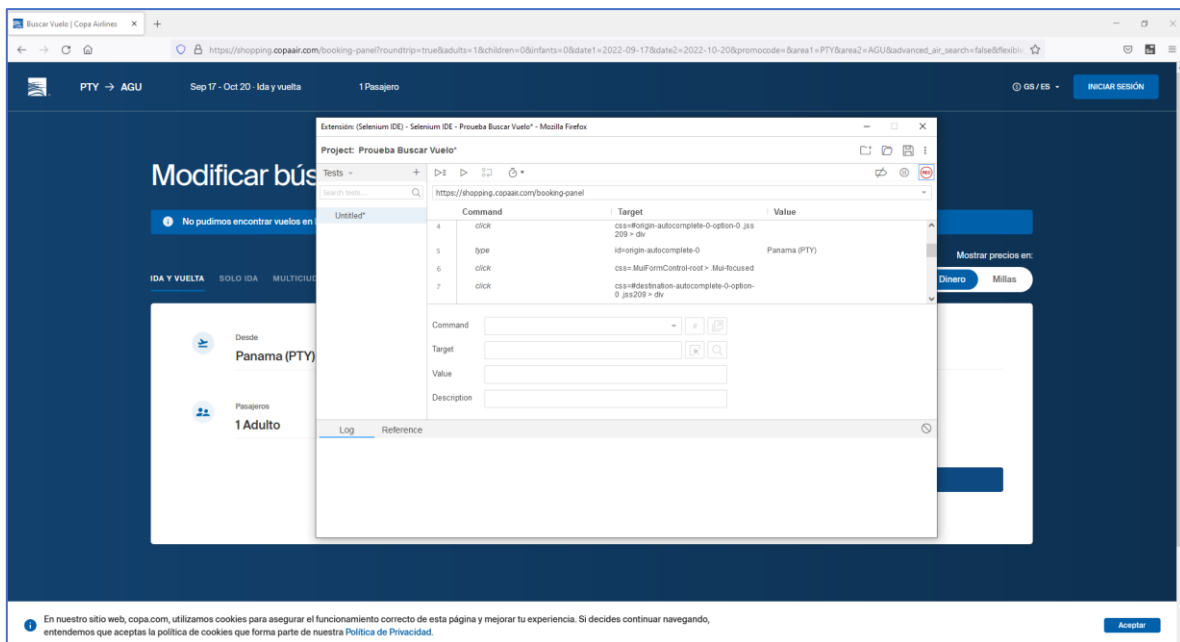 Buscar Vuelo | Copa Airlines
https://shopping.copaair.com/booking-panel?roundtrip=true&adults=1&children=0&infants=0&date1=2022-09-17&date2=2022-10-20&promocode=&area1=PTY&area2=AGU&advanced_air_search=false&flexible
PTY → AGU
Sep 17 - Oct 20 · Ida y vuelta
1 Pasajero
GS / ES
INICIAR SESIÓN
Extensión: (Selenium IDE) - Selenium IDE - Proueba Buscar Vuelo* - Mozilla Firefox
Project: Proueba Buscar Vuelo*
Tests
Search tests...
https://shopping.copaair.com/booking-panel
REC
Untitled*
Command Target Value
4 click css=#origin-autocomplete-0-option-0 .jss
209 > div
5 type id=origin-autocomplete-0 Panama (PTY)
6 click css=.MuiFormControl-root > .Mui-focused
7 click css=#destination-autocomplete-0-option-
0 .jss209 > div
Command
Target
Value
Description
Log Reference
Modificar bús
No pudimos encontrar vuelos en
Mostrar precios en:
IDA Y VUELTA SOLO IDA MULTICIUD
Dinero Millas
Desde
Panama (PTY)
Pasajeros
1 Adulto
En nuestro sitio web, copa.com, utilizamos cookies para asegurar el funcionamiento correcto de esta página y mejorar tu experiencia. Si decides continuar navegando,
entendemos que aceptas la política de cookies que forma parte de nuestra Política de Privacidad.
Aceptar